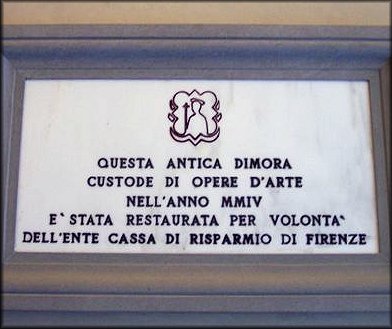 QUESTA ANTICA DIMORA
CUSTODE DI OPERE D'ARTE
NELL'ANNO MMIV
E` STATA RESTAURATA PER VOLONTA`
DELL'ENTE CASSA DI RISPARMIO DI FIRENZE